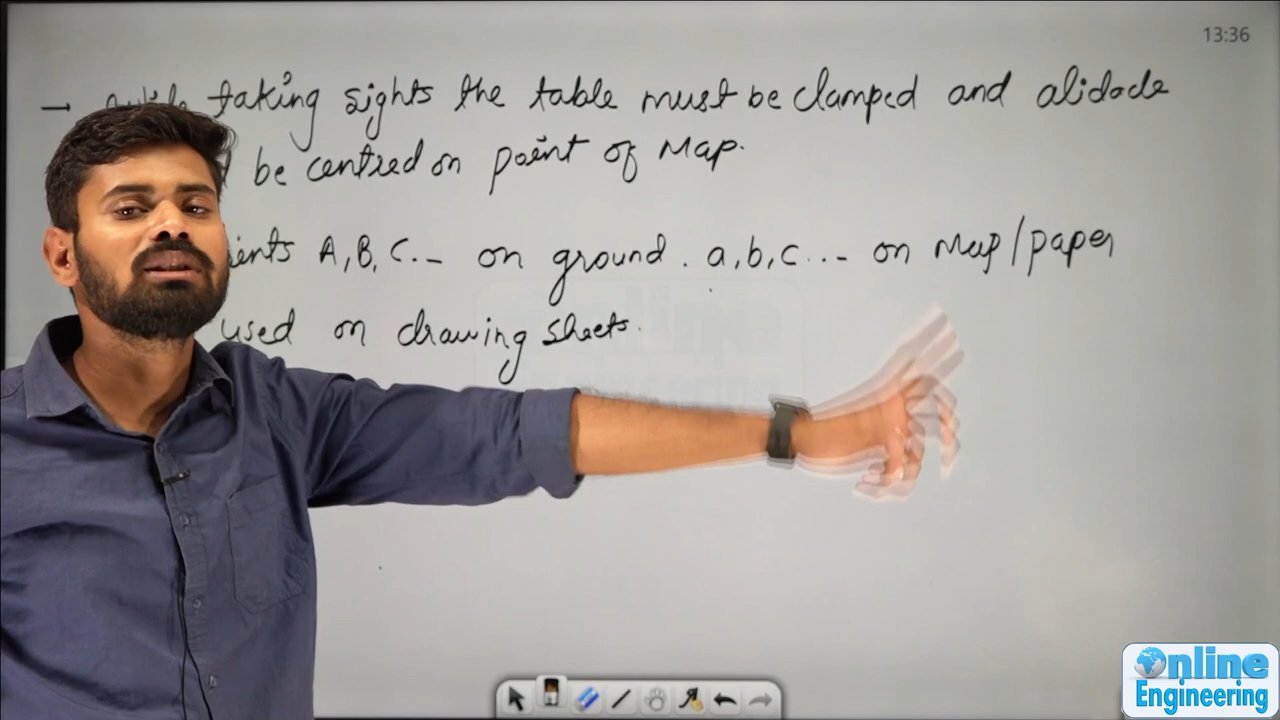 13:36
→ while taking sights the table must be clamped and alidade
be centred on point of Map.
A, B, C.. on ground. a, b, c... on Map/paper
used on drawing sheets.
Online
Engineering